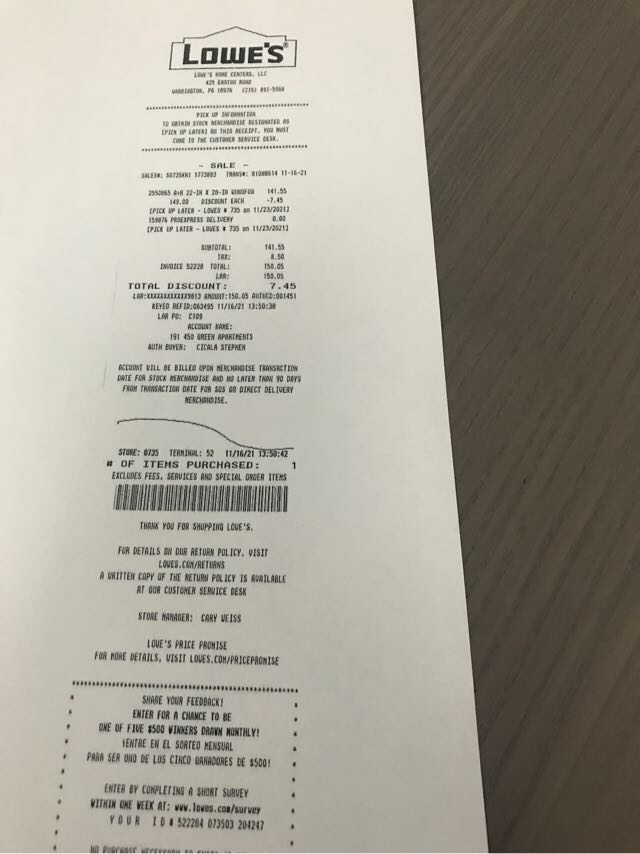 LOWE'S
LOWE'S HOME CENTERS, LLC
425 EASTON ROAD
WARRINGTON, PA 18976 (215) 491-5960
PICK UP INFORMATION
TO OBTAIN STOCK MERCHANDISE DESIGNATED AS
[PICK UP LATER] ON THIS RECEIPT, YOU MUST
COME TO THE CUSTOMER SERVICE DESK.
- SALE -
SALES#: S0735KN1 1773883 TRANS#: 81088614 11-16-21
2550865 A+R 22-IN X 28-IN 141.55
149.00 DISCOUNT EACH -7.45
[PICK UP LATER - LOWES # 735 on 11/23/2021]
159876 PROEXPRESS DELIVERY 0.00
[PICK UP LATER - LOWES # 735 on 11/23/2021]
SUBTOTAL: 141.55
TAX: 8.50
INVOICE 52228 TOTAL: 150.05
LAR: 150.05
TOTAL DISCOUNT: 7.45
LAR:XXXXXXXXXXXX9813 AMOUNT:150.05 AUTHCD:001451
KEYED REFID:063495 11/16/21 13:50:38
LAR PO: C109
ACCOUNT NAME:
191 450 GREEN APARTMENTS
AUTH BUYER: CICALA STEPHEN
ACCOUNT WILL BE BILLED UPON MERCHANDISE TRANSACTION
DATE FOR STOCK MERCHANDISE AND NO LATER THAN 90 DAYS
FROM TRANSACTION DATE FOR SOS OR DIRECT DELIVERY
MERCHANDISE.
STORE: 0735 TERMINAL: 52 11/16/21 13:50:42
# OF ITEMS PURCHASED: 1
EXCLUDES FEES, SERVICES AND SPECIAL ORDER ITEMS
THANK YOU FOR SHOPPING LOWE'S.
FOR DETAILS ON OUR RETURN POLICY, VISIT
LOWES.COM/RETURNS
A WRITTEN COPY OF THE RETURN POLICY IS AVAILABLE
AT OUR CUSTOMER SERVICE DESK
STORE MANAGER: CARY WEISS
LOWE'S PRICE PROMISE
FOR MORE DETAILS, VISIT LOWES.COM/PRICEPROMISE
SHARE YOUR FEEDBACK!
ENTER FOR A CHANCE TO BE
ONE OF FIVE $500 WINNERS DRAWN MONTHLY!
¡ENTRE EN EL SORTEO MENSUAL
PARA SER UNO DE LOS CINCO GANADORES DE $500!
ENTER BY COMPLETING A SHORT SURVEY
WITHIN ONE WEEK AT: www.lowes.com/survey
YOUR ID# 522284 073503 204247
NO PURCHASE NECESSARY TO